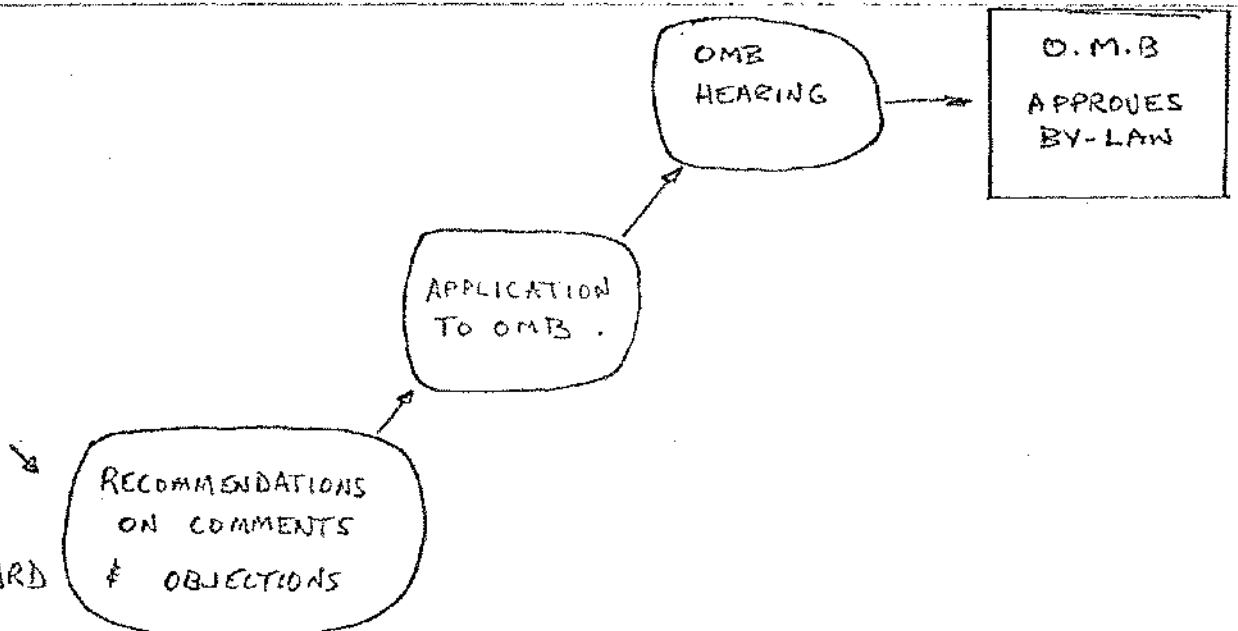 OMB
HEARING
O.M.B
APPROVES
BY-LAW
APPLICATION
TO OMB .
RECOMMENDATIONS
ON COMMENTS
& OBJECTIONS